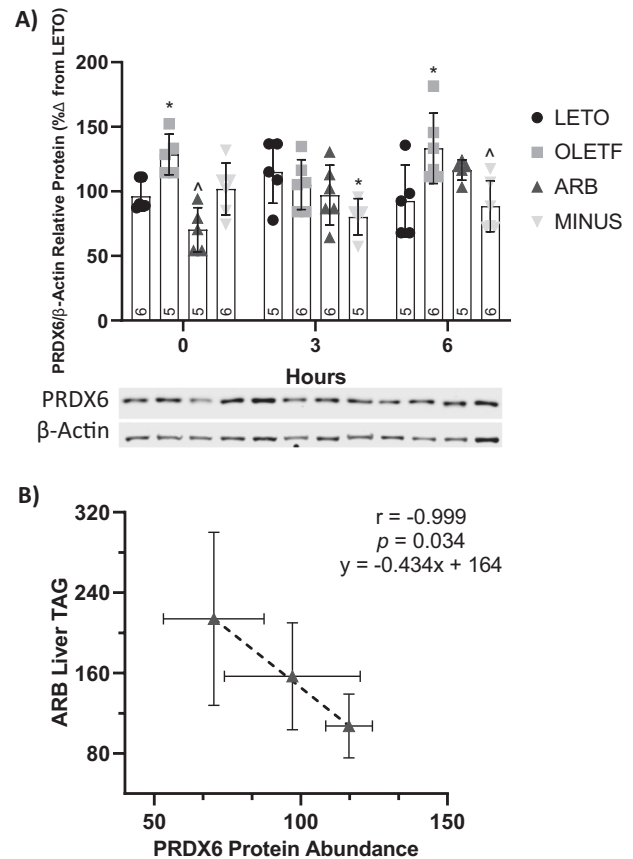 A)
PRDX6/β-Actin Relative Protein (%Δ from LETO)
200
150
100
50
0
* ^ * * ^
6 5 5 6 5 6 6 5 5 6 5 6
0 3 6
Hours
LETO
OLETF
ARB
MINUS
PRDX6
β-Actin
B)
ARB Liver TAG
320
240
160
80
r = -0.999
p = 0.034
y = -0.434x + 164
50 100 150
PRDX6 Protein Abundance